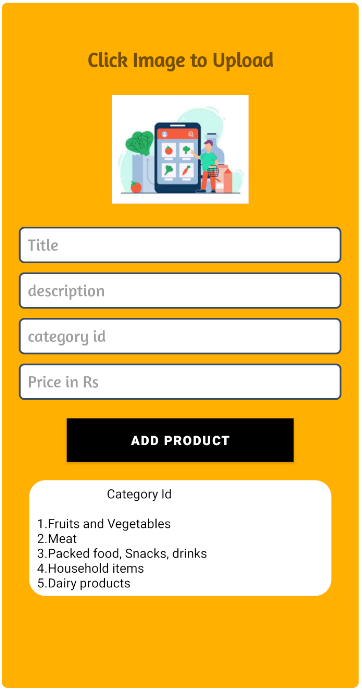 Click Image to Upload
Title
description
category id
Price in Rs
ADD PRODUCT
Category Id
1.Fruits and Vegetables
2.Meat
3.Packed food, Snacks, drinks
4.Household items
5.Dairy products